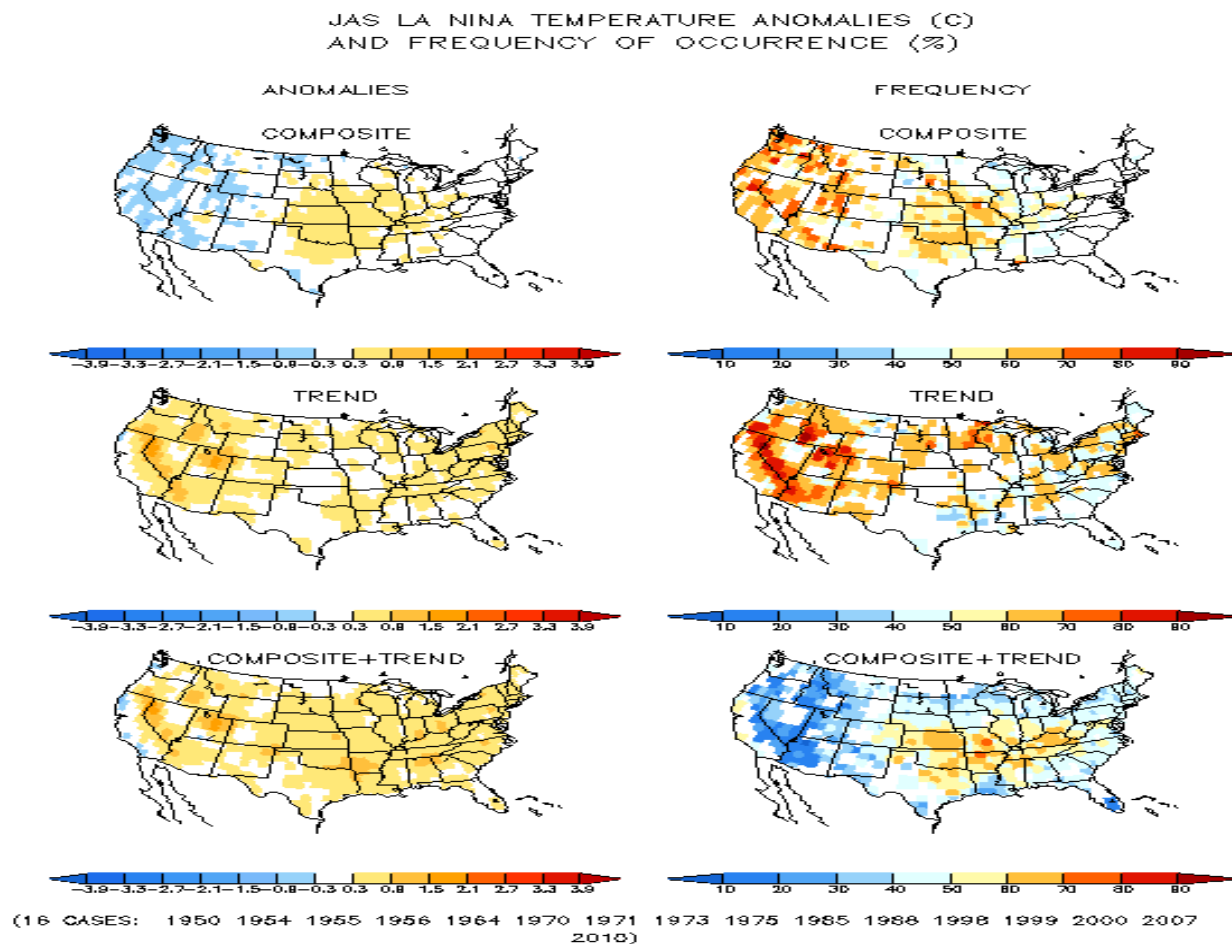 JAS LA NINA TEMPERATURE ANOMALIES (C)
AND FREQUENCY OF OCCURRENCE (%)
ANOMALIES
FREQUENCY
COMPOSITE
COMPOSITE
-3.9 -3.3 -2.7 -2.1 -1.5 -0.8 -0.3 0.3 0.8 1.5 2.1 2.7 3.3 3.9
10 20 30 40 50 60 70 80 90
TREND
TREND
-3.9 -3.3 -2.7 -2.1 -1.5 -0.8 -0.3 0.3 0.8 1.5 2.1 2.7 3.3 3.9
10 20 30 40 50 60 70 80 90
COMPOSITE+TREND
COMPOSITE+TREND
-3.9 -3.3 -2.7 -2.1 -1.5 -0.8 -0.3 0.3 0.8 1.5 2.1 2.7 3.3 3.9
10 20 30 40 50 60 70 80 90
(16 CASES: 1950 1954 1955 1956 1964 1970 1971 1973 1975 1985 1988 1998 1999 2000 2007
2010)